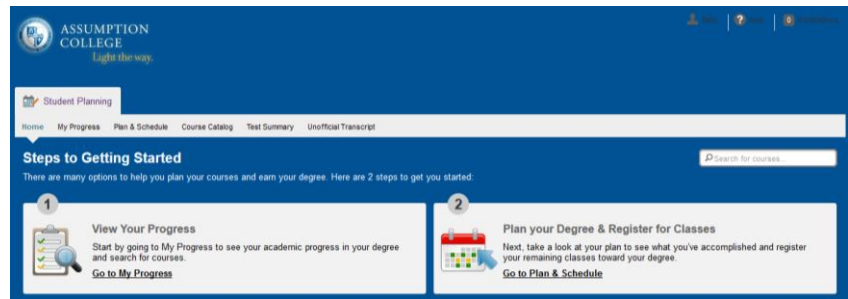 ASSUMPTION
COLLEGE
Light the way.
Student Planning
Home My Progress Plan & Schedule Course Catalog Test Summary Unofficial Transcript
Steps to Getting Started
Search for courses...
There are many options to help you plan your courses and earn your degree. Here are 2 steps to get you started:
1
View Your Progress
Start by going to My Progress to see your academic progress in your degree
and search for courses.
Go to My Progress
2
Plan your Degree & Register for Classes
Next, take a look at your plan to see what you've accomplished and register
your remaining classes toward your degree.
Go to Plan & Schedule